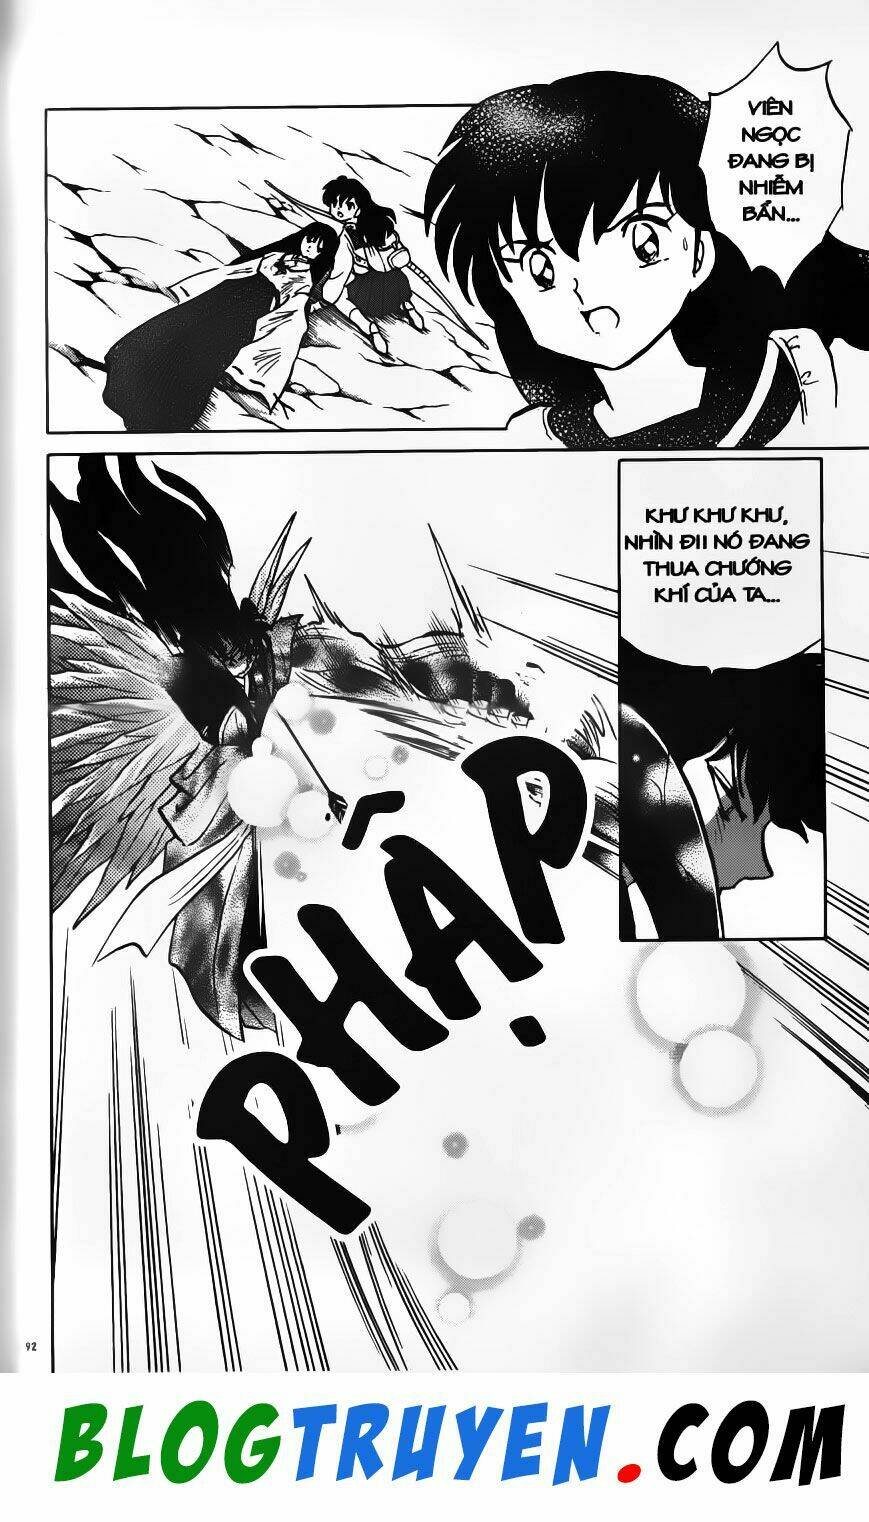 VIÊN
NGỌC
ĐANG BỊ
NHIỄM
BẨN...
KHƯ KHƯ KHƯ,
NHÌN ĐI! NÓ ĐANG
THUA CHƯỚNG
KHÍ CỦA TA...
PHẬP
92
BLOGTRUYEN.COM